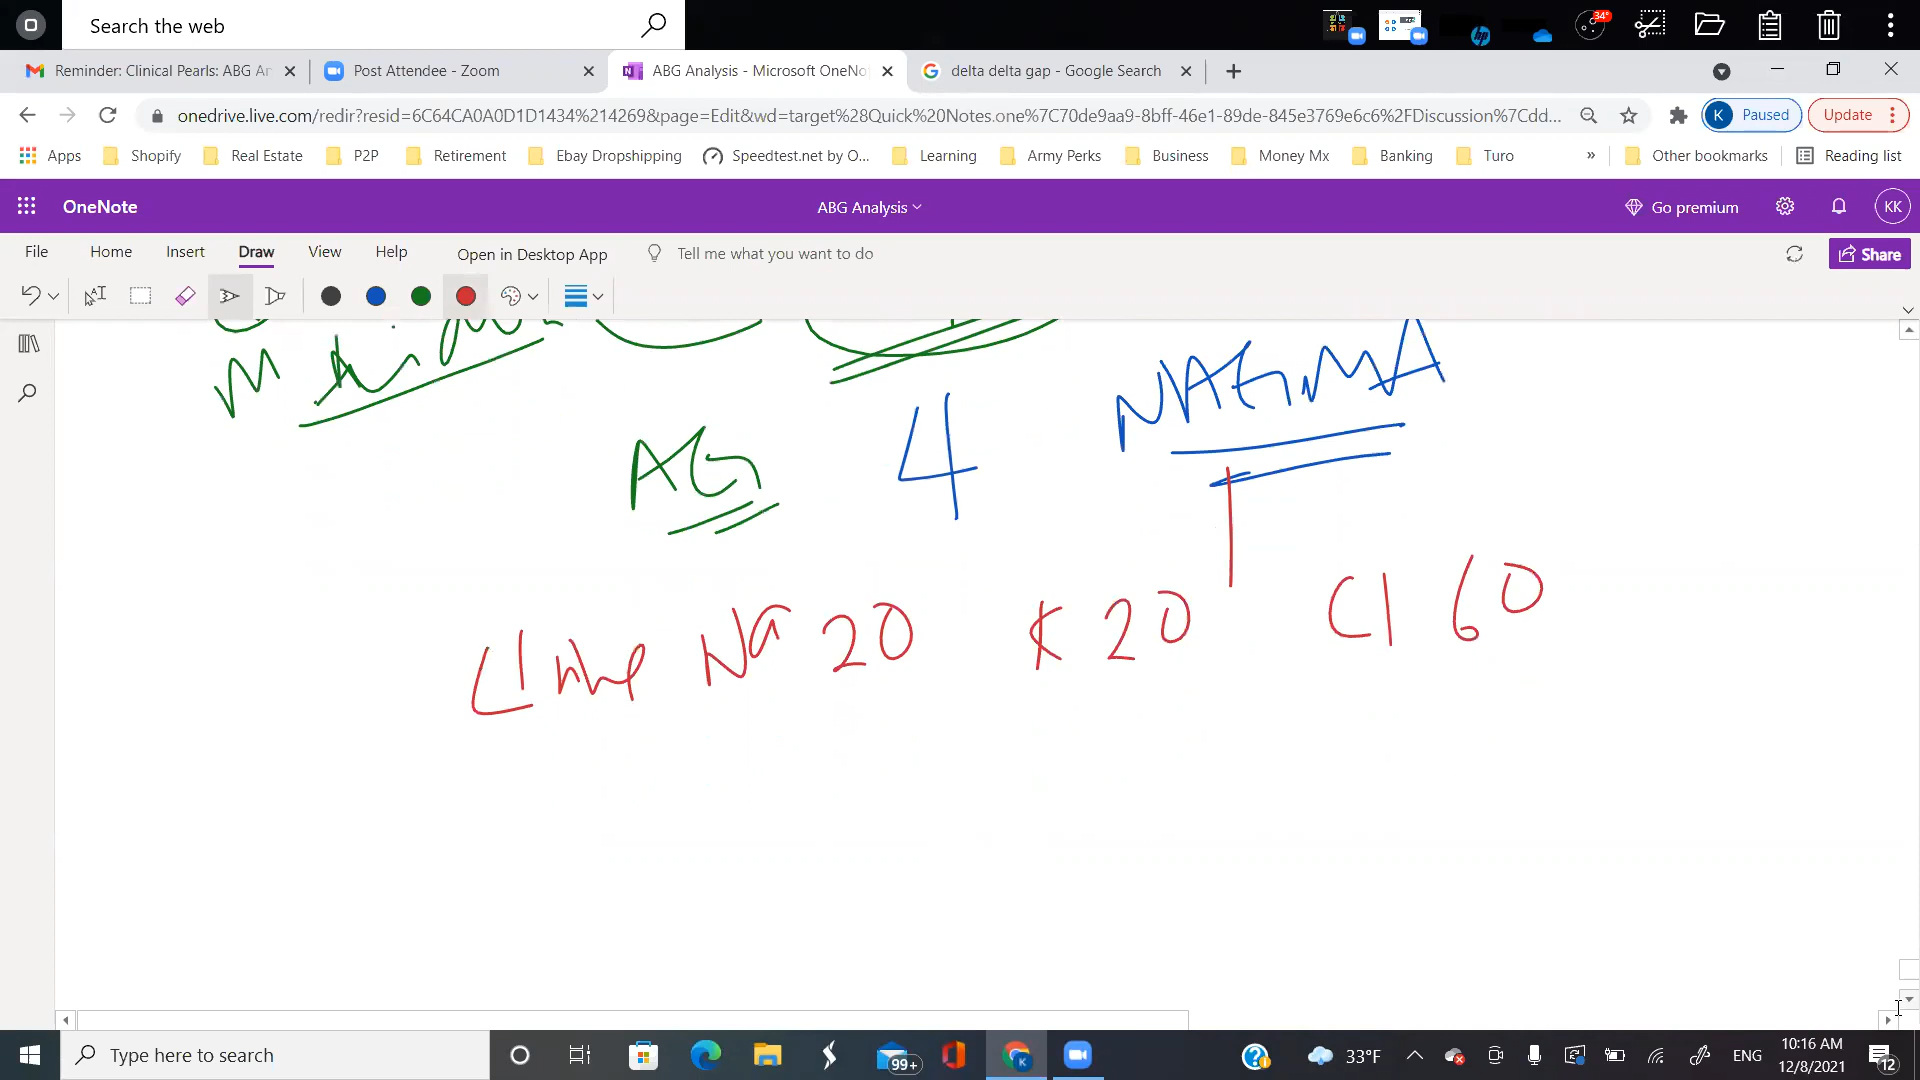 Search the web
34°
Reminder: Clinical Pearls: ABG Ar
Post Attendee - Zoom
ABG Analysis - Microsoft OneNo
delta delta gap - Google Search
onedrive.live.com/redir?resid=6C64CA0A0D1D1434%214269&page=Edit&wd=target%28Quick%20Notes.one%7C70de9aa9-8bff-46e1-89de-845e3769e6c6%2FDiscussion%7Cdd...
K Paused
Update
Apps Shopify Real Estate P2P Retirement Ebay Dropshipping Speedtest.net by O... Learning Army Perks Business Money Mx Banking Turo » Other bookmarks Reading list
OneNote
ABG Analysis
Go premium
KK
File Home Insert Draw View Help Open in Desktop App Tell me what you want to do
Share
M
AG 4 NAGMA
Urine Na 20 K 20 Cl 60
Type here to search
99+
33°F
ENG
10:16 AM
12/8/2021
12